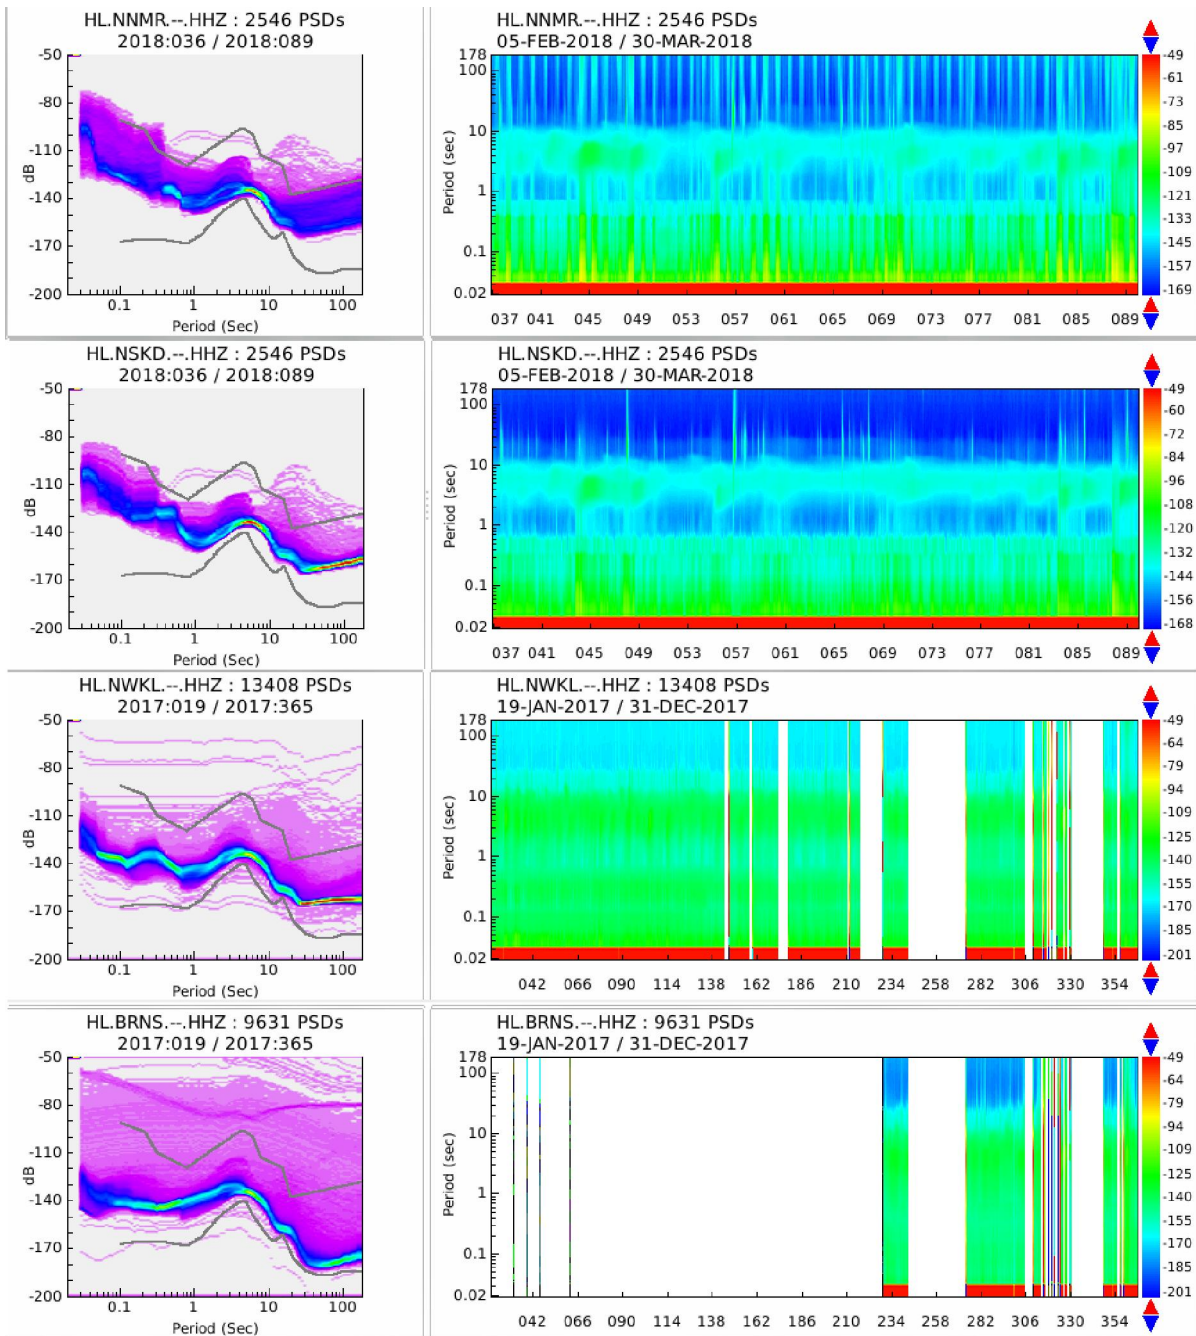 HL.NNMR.--.HHZ : 2546 PSDs
2018:036 / 2018:089
-50
-80
-110
-140
-170
-200
dB
0.1 1 10 100
Period (Sec)
HL.NNMR.--.HHZ : 2546 PSDs
05-FEB-2018 / 30-MAR-2018
178
100
10
1
0.1
0.02
Period (sec)
037 041 045 049 053 057 061 065 069 073 077 081 085 089
-49
-61
-73
-85
-97
-109
-121
-133
-145
-157
-169
HL.NSKD.--.HHZ : 2546 PSDs
2018:036 / 2018:089
-50
-80
-110
-140
-170
-200
dB
0.1 1 10 100
Period (Sec)
HL.NSKD.--.HHZ : 2546 PSDs
05-FEB-2018 / 30-MAR-2018
178
100
10
1
0.1
0.02
Period (sec)
037 041 045 049 053 057 061 065 069 073 077 081 085 089
-49
-60
-72
-84
-96
-108
-120
-132
-144
-156
-168
HL.NWKL.--.HHZ : 13408 PSDs
2017:019 / 2017:365
-50
-80
-110
-140
-170
-200
dB
0.1 1 10 100
Period (Sec)
HL.NWKL.--.HHZ : 13408 PSDs
19-JAN-2017 / 31-DEC-2017
178
100
10
1
0.1
0.02
Period (sec)
042 066 090 114 138 162 186 210 234 258 282 306 330 354
-49
-64
-79
-94
-110
-125
-140
-155
-171
-186
-201
HL.BRNS.--.HHZ : 9631 PSDs
2017:019 / 2017:365
-50
-80
-110
-140
-170
-200
dB
0.1 1 10 100
Period (Sec)
HL.BRNS.--.HHZ : 9631 PSDs
19-JAN-2017 / 31-DEC-2017
178
100
10
1
0.1
0.02
Period (sec)
042 066 090 114 138 162 186 210 234 258 282 306 330 354
-49
-64
-79
-94
-110
-125
-140
-155
-171
-186
-201